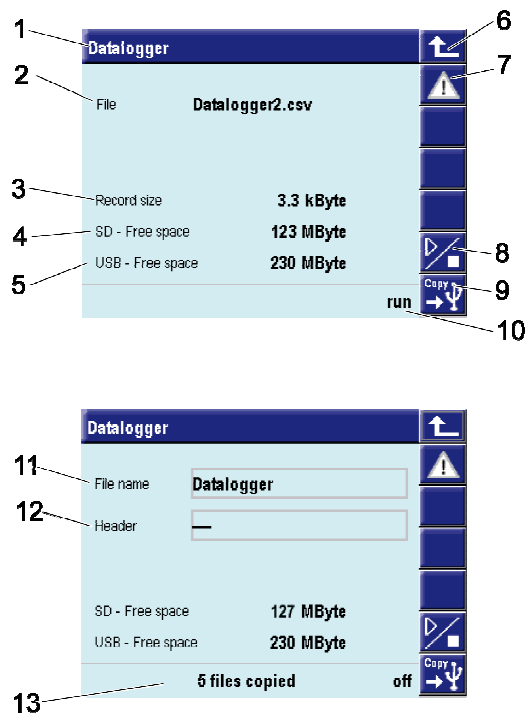 1
6
Datalogger
2
7
File Datalogger2.csv
3
Record size 3.3 kByte
4
SD - Free space 123 MByte
8
5
USB - Free space 230 MByte
Copy
9
run
10
Datalogger
11
File name Datalogger
12
Header —
SD - Free space 127 MByte
USB - Free space 230 MByte
Copy
5 files copied off
13